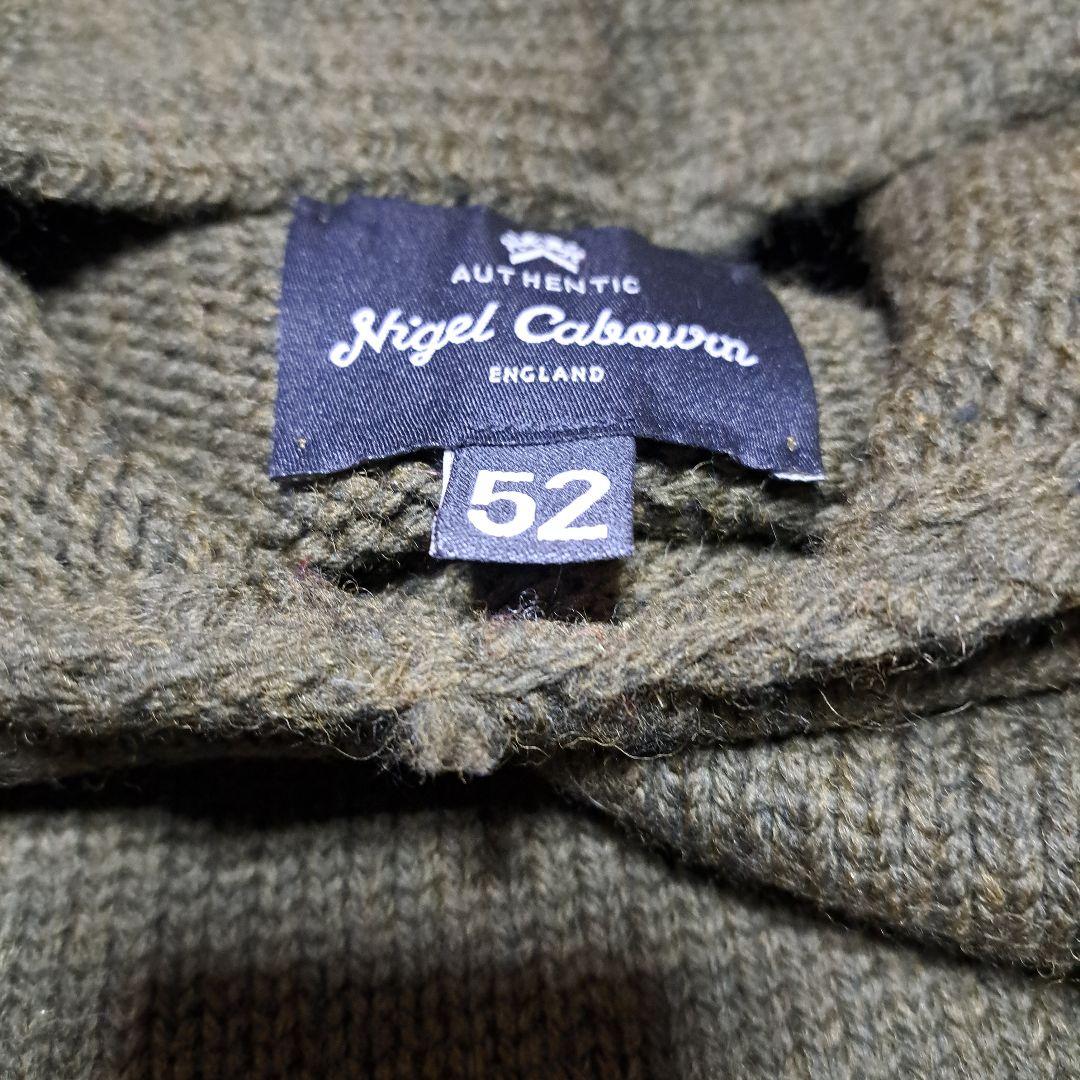 AUTHENTIC
Nigel Cabourn
ENGLAND
52